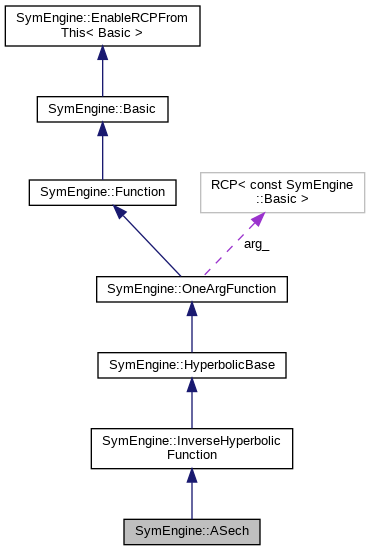 SymEngine::EnableRCPFrom
This< Basic >
SymEngine::Basic
SymEngine::Function
RCP< const SymEngine
::Basic >
arg_
SymEngine::OneArgFunction
SymEngine::HyperbolicBase
SymEngine::InverseHyperbolic
Function
SymEngine::ASech